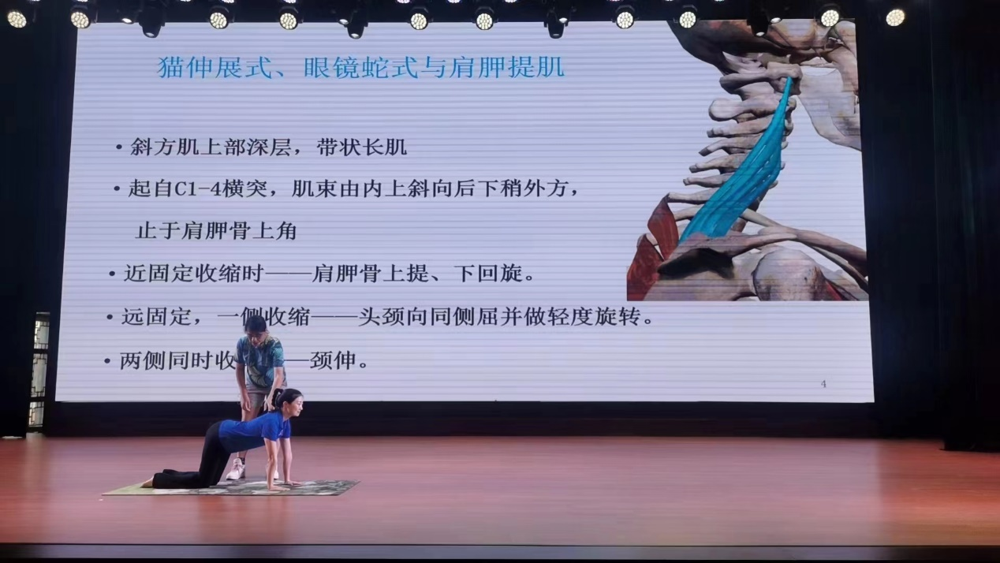 猫伸展式、眼镜蛇式与肩胛提肌
•斜方肌上部深层，带状长肌
•起自C1-4横突，肌束由内上斜向后下稍外方，
止于肩胛骨上角
•近固定收缩时——肩胛骨上提、下回旋。
•远固定，一侧收缩——头颈向同侧屈并做轻度旋转。
•两侧同时收——颈伸。
4